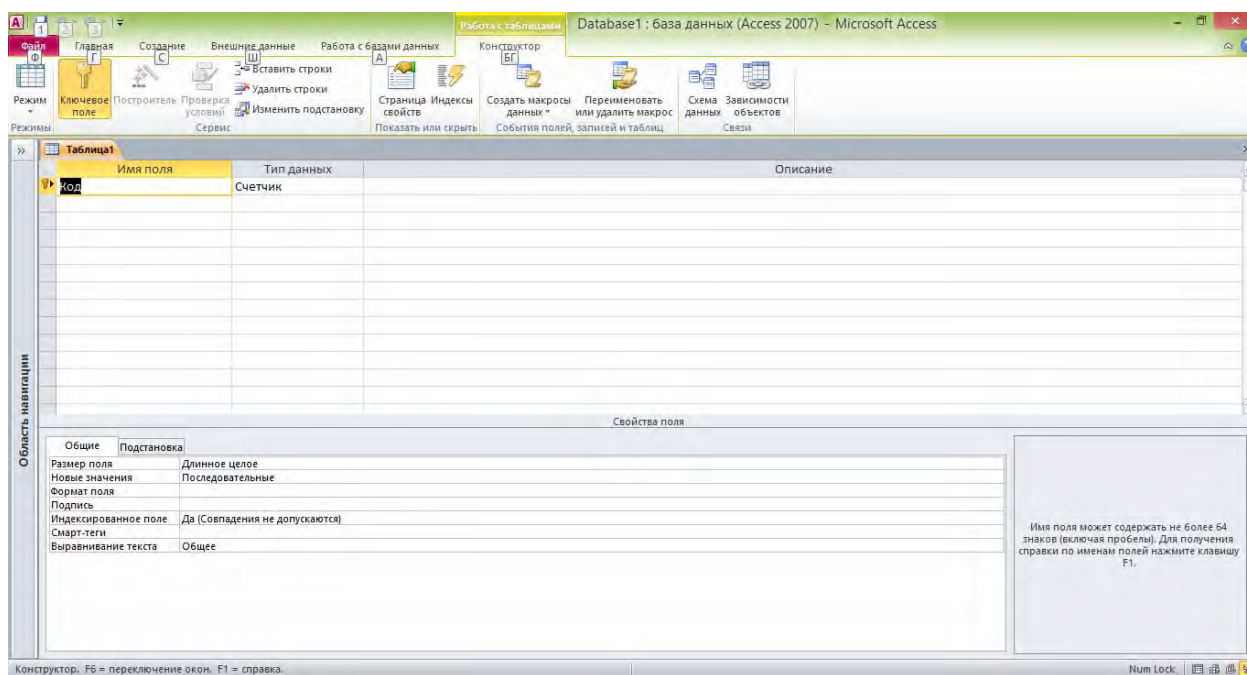 A 1 2 3
Работа с таблицами Database1 : база данных (Access 2007) - Microsoft Access
Файл Главная Создание Внешние данные Работа с базами данных Конструктор
Ф Г С Ш А БГ
Вставить строки
Удалить строки
Изменить подстановку
Режим Ключевое поле Построитель Проверка условий Страница свойств Индексы Создать макросы данных Переименовать или удалить макрос Схема данных Зависимости объектов
Режимы Сервис Показать или скрыть События полей, записей и таблиц Связи
» Таблица1
Имя поля Тип данных Описание
Код Счетчик
Область навигации
Свойства поля
Общие Подстановка
Размер поля Длинное целое
Новые значения Последовательные
Формат поля
Подпись
Индексированное поле Да (Совпадения не допускаются)
Смарт-теги
Выравнивание текста Общее
Имя поля может содержать не более 64
знаков (включая пробелы). Для получения
справки по именам полей нажмите клавишу
F1.
Конструктор. F6 = переключение окон. F1 = справка. Num Lock